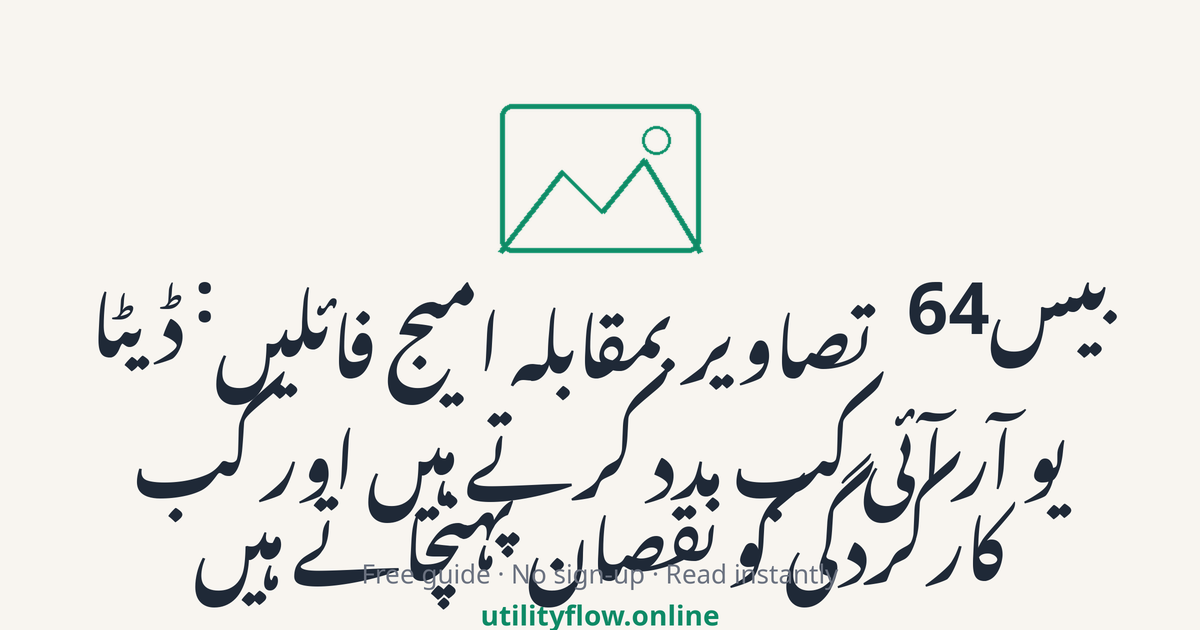 بیس64 تصاویر بمقابلہ امیج فائلیں: ڈیٹا
یو آر آئی کب مدد کرتے ہیں اور کب
کارکردگی کو نقصان پہنچاتے ہیں
Free guide · No sign-up · Read instantly
utilityflow.online